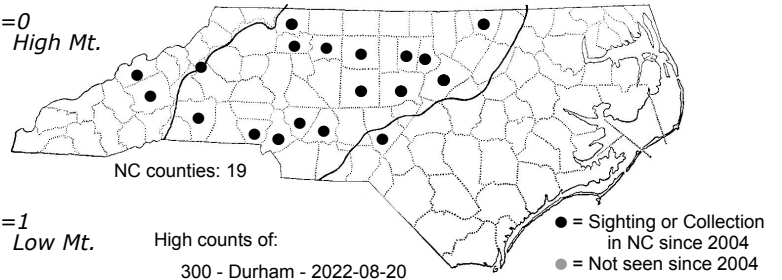 =0
High Mt.
NC counties: 19
=1
Low Mt.
High counts of:
300 - Durham - 2022-08-20
● = Sighting or Collection
in NC since 2004
● = Not seen since 2004